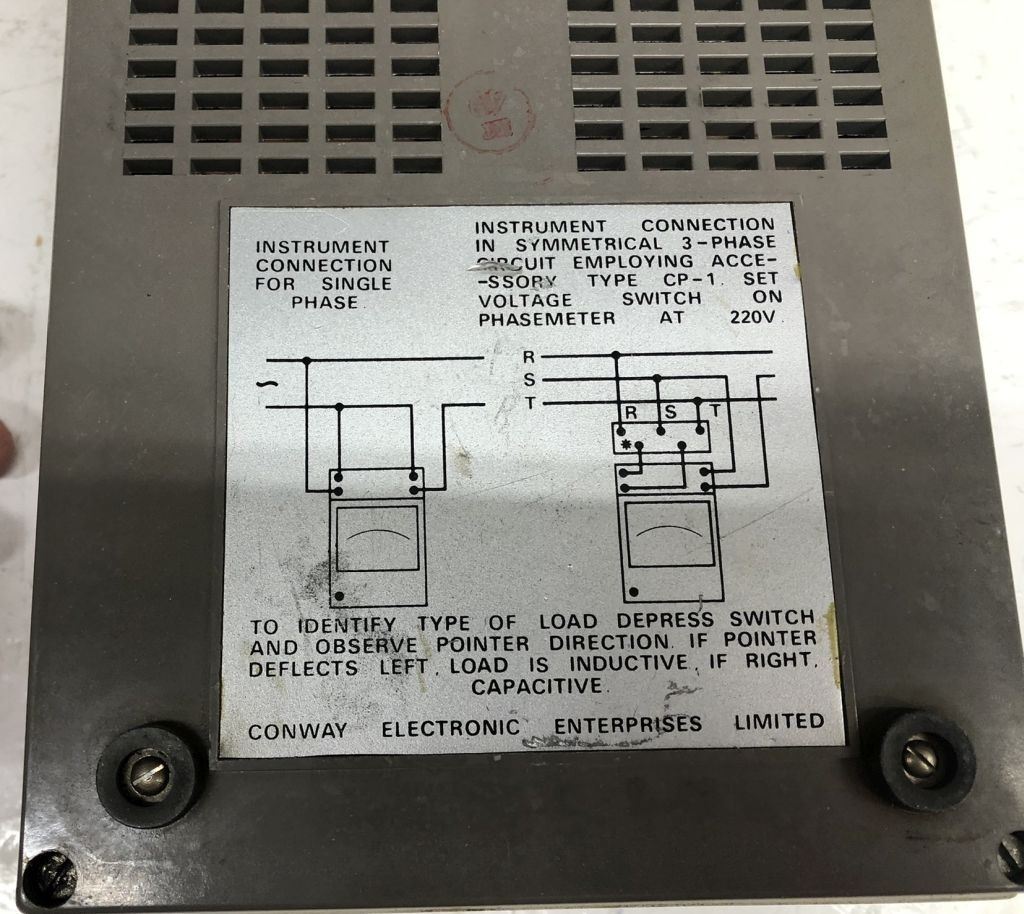 INSTRUMENT
CONNECTION
FOR SINGLE
PHASE.
INSTRUMENT CONNECTION
IN SYMMETRICAL 3-PHASE
CIRCUIT EMPLOYING ACCE-
-SSORY TYPE CP-1. SET
VOLTAGE SWITCH ON
PHASEMETER AT 220V.
R
S
T
~
R S T
*
TO IDENTIFY TYPE OF LOAD DEPRESS SWITCH
AND OBSERVE POINTER DIRECTION. IF POINTER
DEFLECTS LEFT, LOAD IS INDUCTIVE, IF RIGHT,
CAPACITIVE.
CONWAY ELECTRONIC ENTERPRISES LIMITED